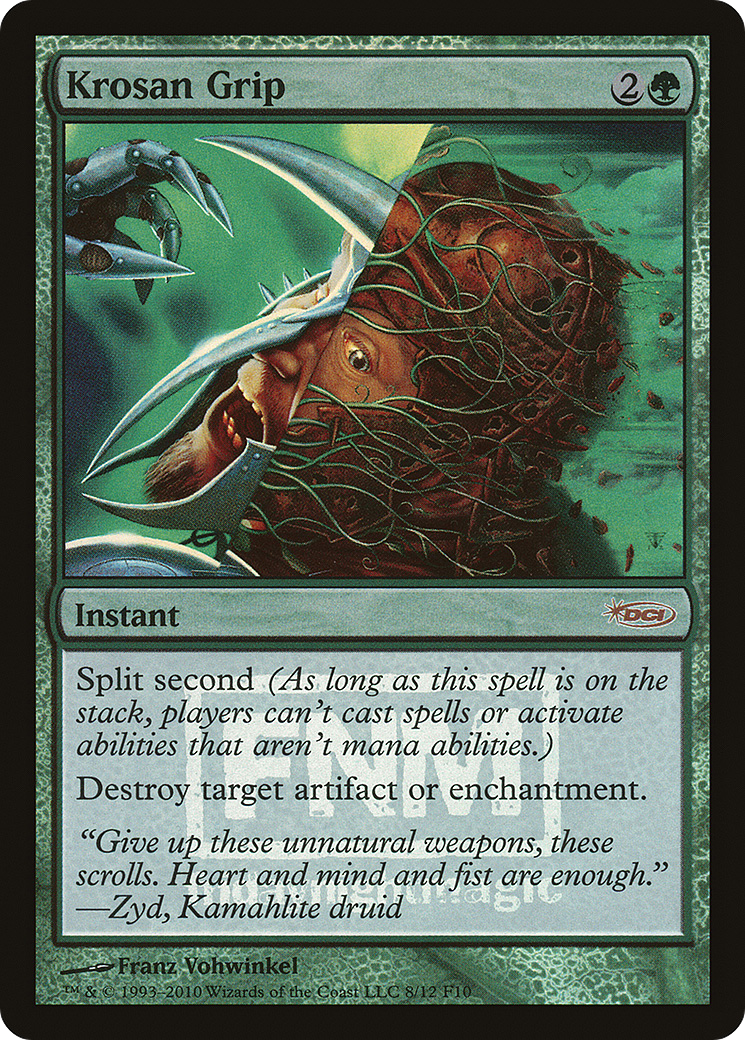 Krosan Grip 2
Instant
DCI
Split second (As long as this spell is on the
stack, players can't cast spells or activate
abilities that aren't mana abilities.)
FNM
Destroy target artifact or enchantment.
“Give up these unnatural weapons, these
scrolls. Heart and mind and fist are enough.”
—Zyd, Kamahlite druid
Franz Vohwinkel
™ & © 1993–2010 Wizards of the Coast LLC 8/12 F10